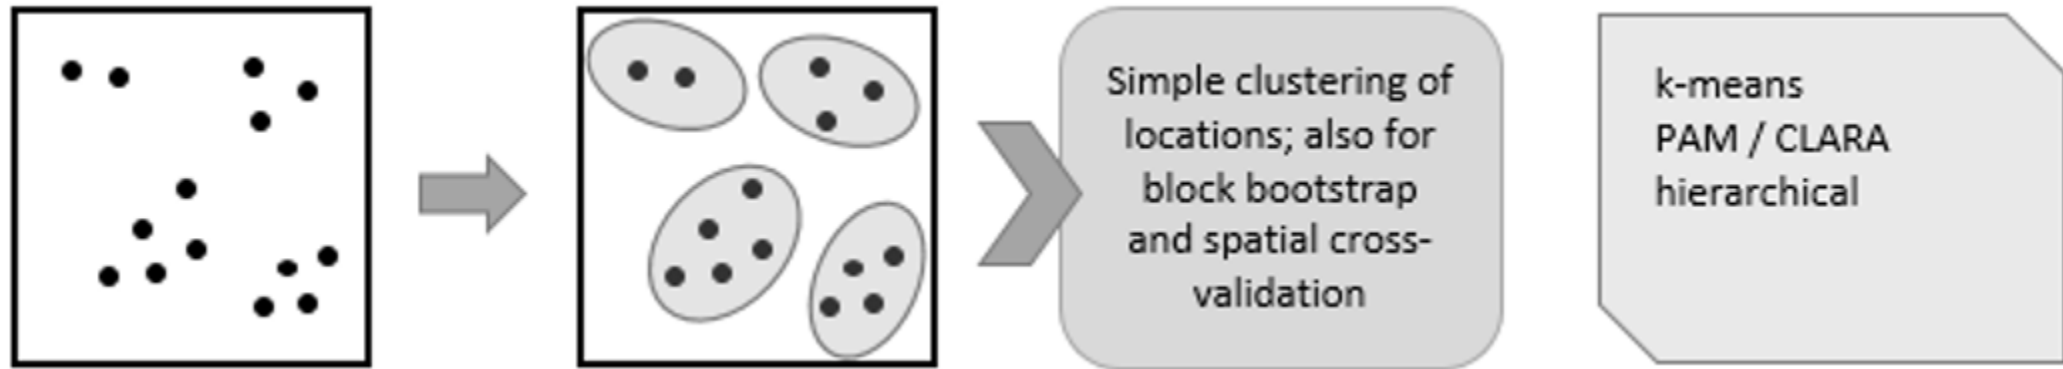 Simple clustering of
locations; also for
block bootstrap
and spatial cross-
validation
k-means
PAM / CLARA
hierarchical